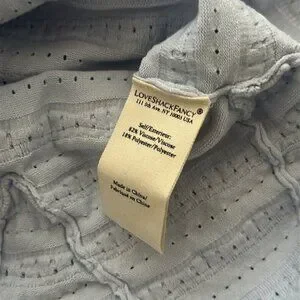 LOVESHACKFANCY®
111 5th Ave. NY 10003 USA
Self/Exterieur:
82% Viscose/Viscose
18% Polyester/Polyester
Made in China/
Fabriqué en Chine